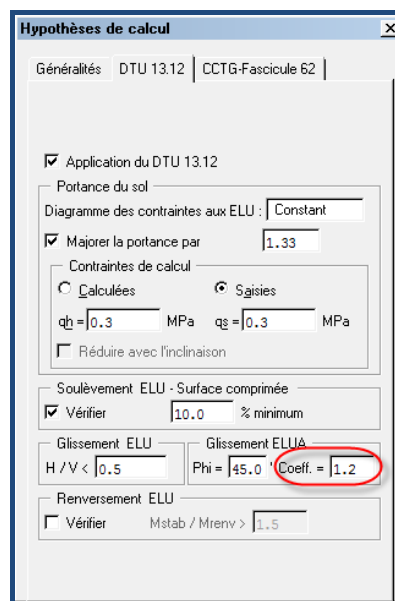 Hypothèses de calcul
Généralités DTU 13.12 CCTG-Fascicule 62
Application du DTU 13.12
Portance du sol
Diagramme des contraintes aux ELU : Constant
Majorer la portance par 1.33
Contraintes de calcul
Calculées Saisies
qh = 0.3 MPa qs = 0.3 MPa
Réduire avec l'inclinaison
Soulèvement ELU - Surface comprimée
Vérifier 10.0 % minimum
Glissement ELU Glissement ELUA
H / V < 0.5 Phi = 45.0 ° Coeff. = 1.2
Renversement ELU
Vérifier Mstab / Mrenv > 1.5